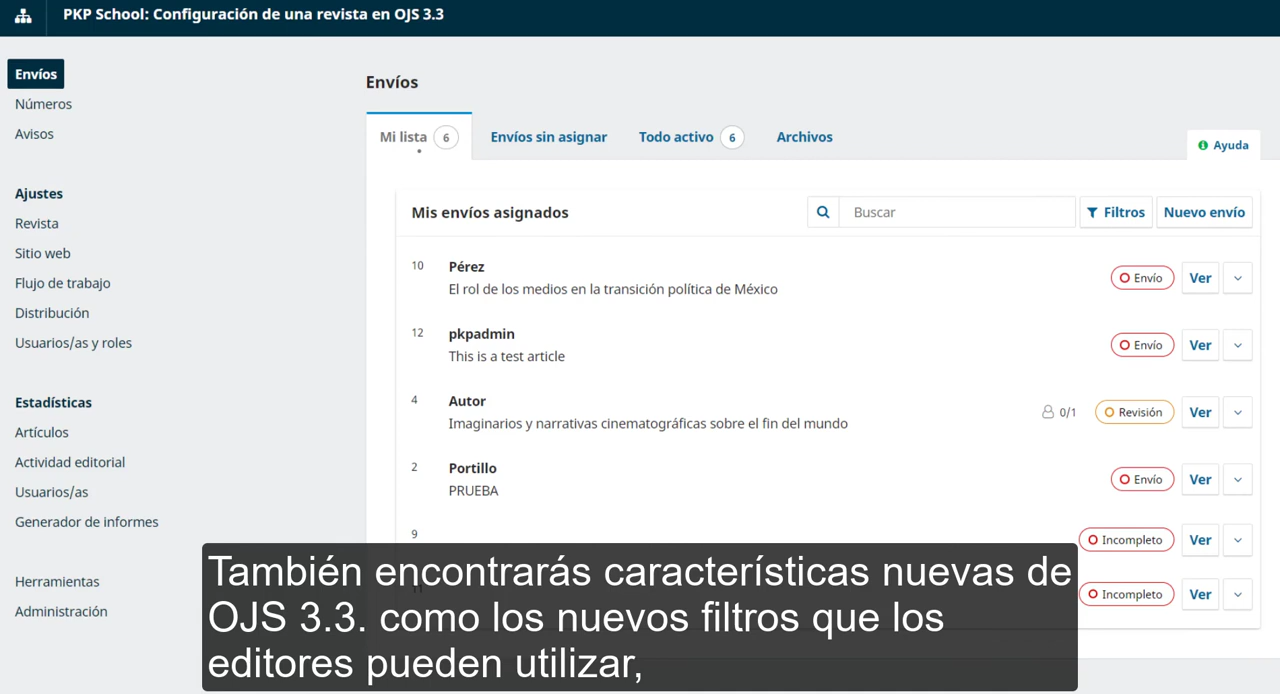 PKP School: Configuración de una revista en OJS 3.3
Envíos
Números
Avisos
Ajustes
Revista
Sitio web
Flujo de trabajo
Distribución
Usuarios/as y roles
Estadísticas
Artículos
Actividad editorial
Usuarios/as
Generador de informes
Herramientas
Administración
Envíos
Mi lista 6 Envíos sin asignar Todo activo 6 Archivos
Ayuda
Mis envíos asignados Buscar Filtros Nuevo envío
10 Pérez Envío Ver
El rol de los medios en la transición política de México
12 pkpadmin Envío Ver
This is a test article
4 Autor 0/1 Revisión Ver
Imaginarios y narrativas cinematográficas sobre el fin del mundo
2 Portillo Envío Ver
PRUEBA
9 Incompleto Ver
11 Incompleto Ver
También encontrarás características nuevas de
OJS 3.3. como los nuevos filtros que los
editores pueden utilizar,